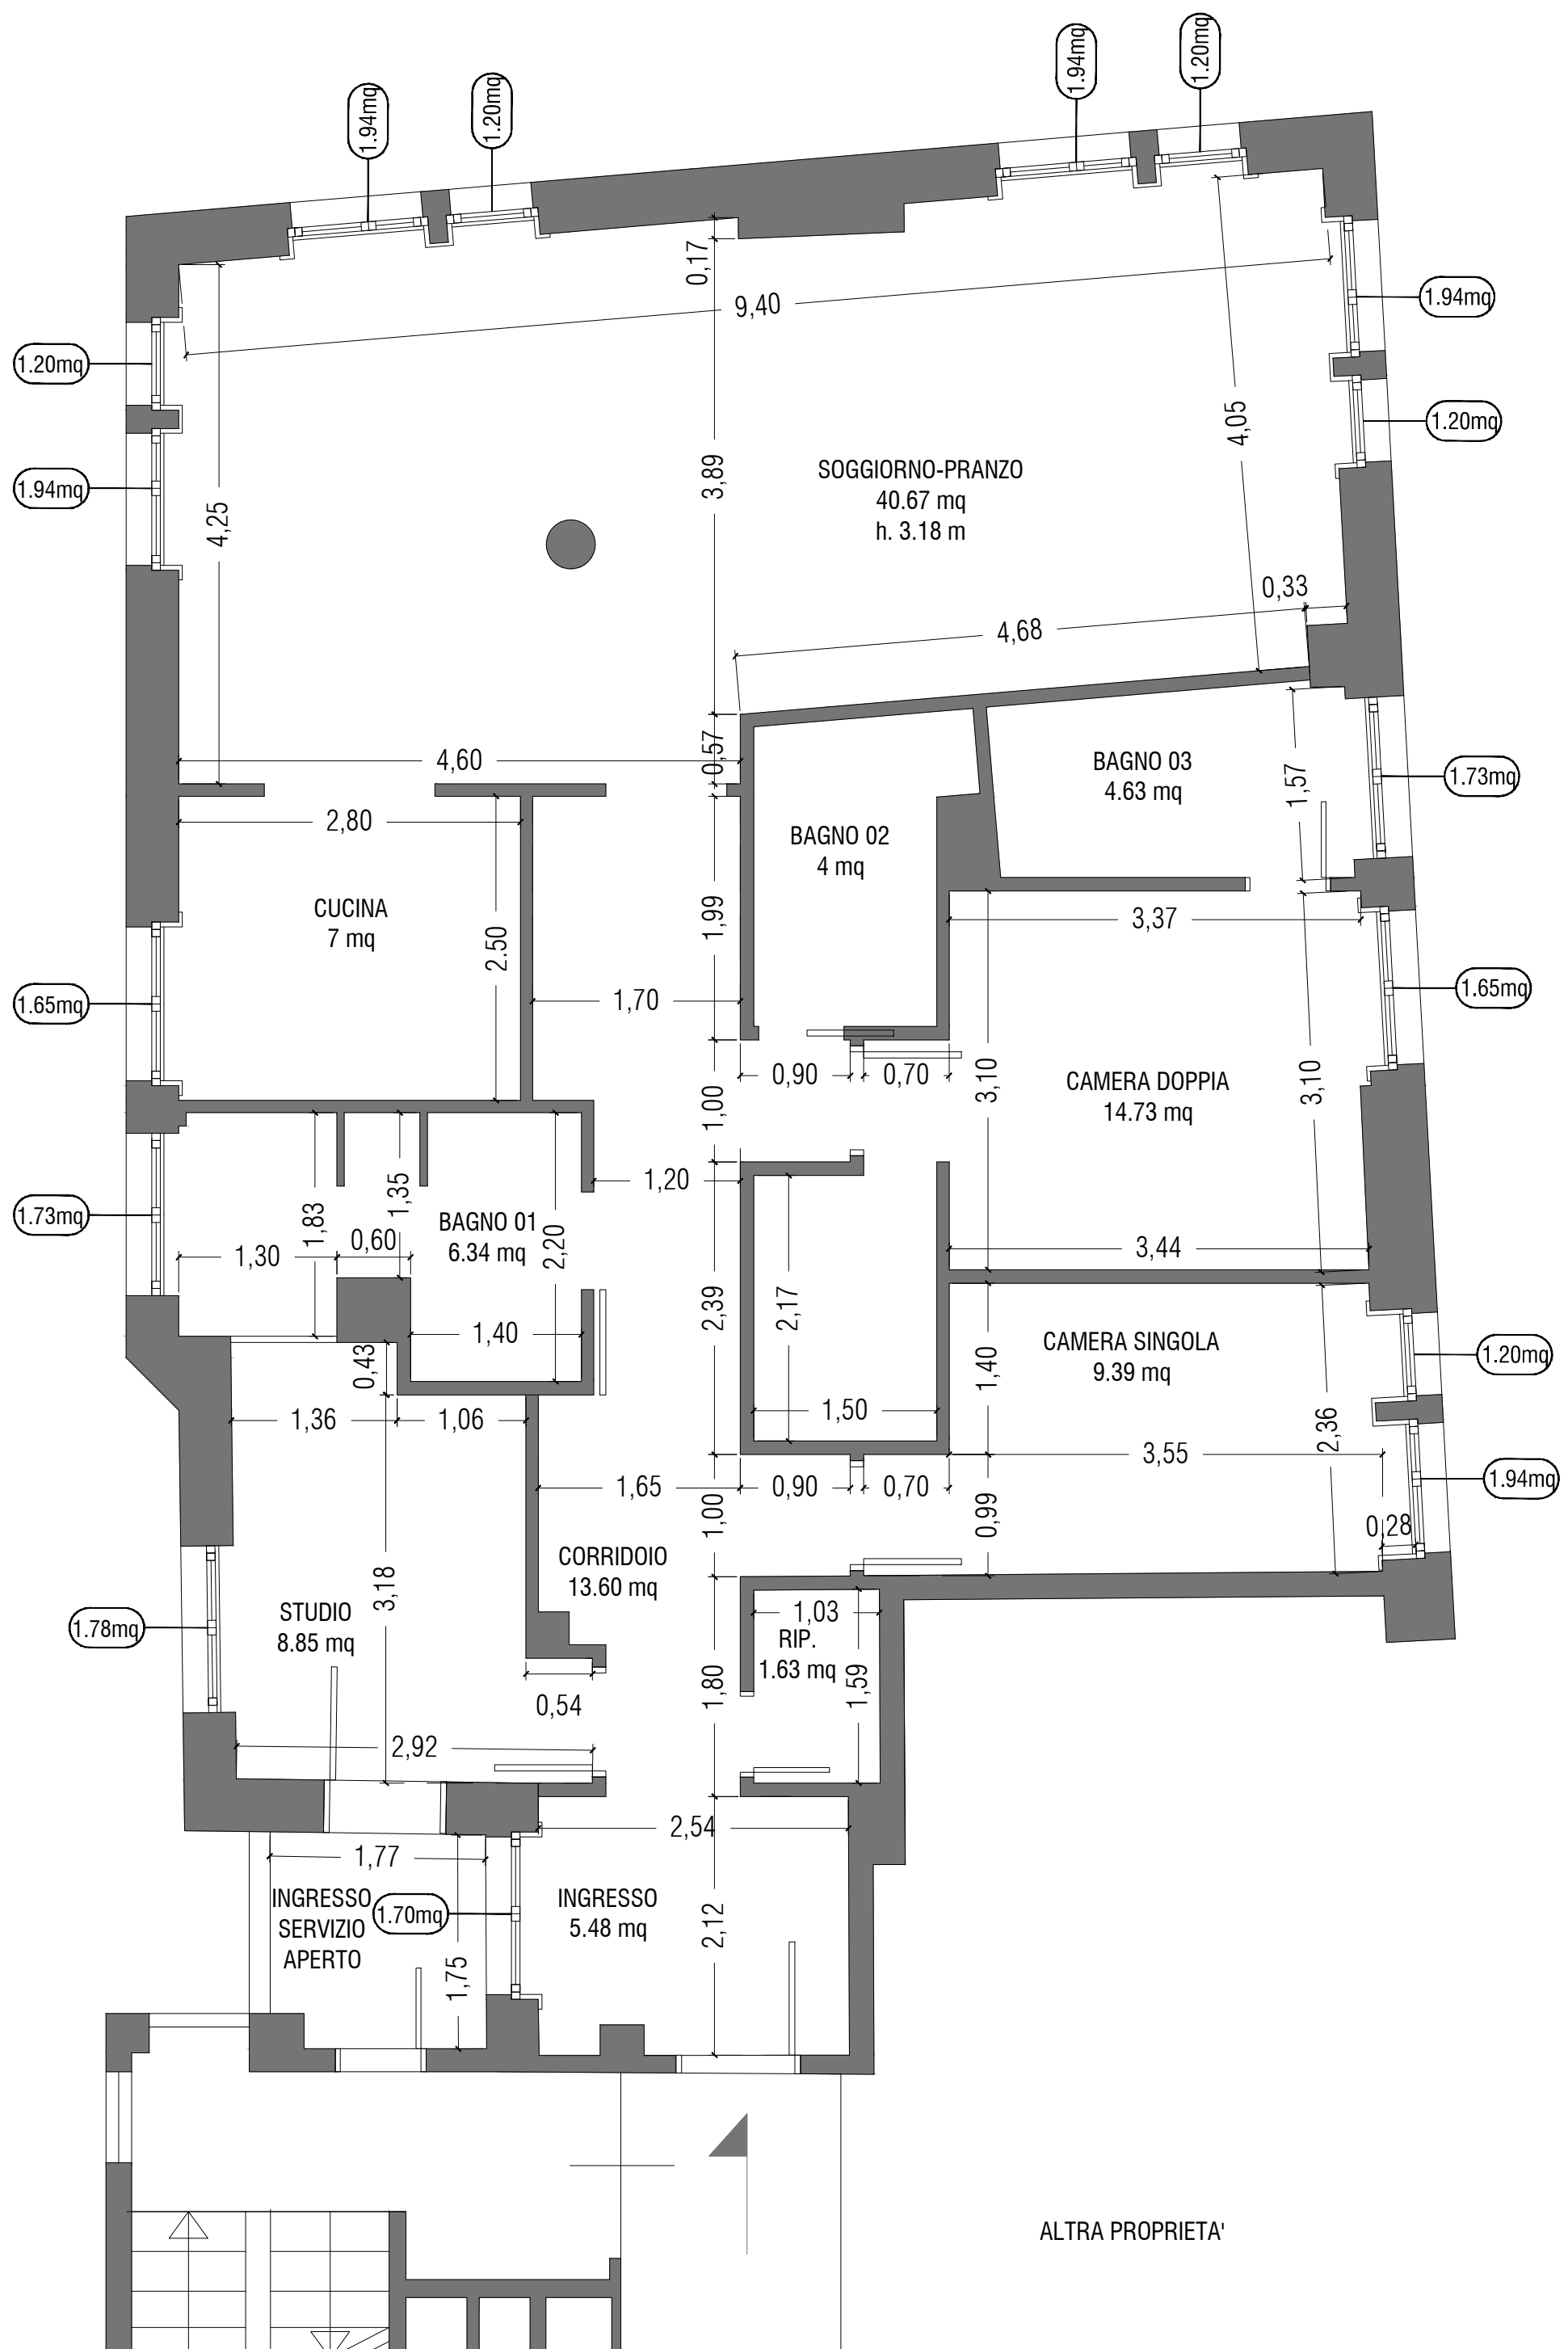 1.94mq
1.20mq
1.94mq
1.20mq
0,17
9,40
1.94mq
1.20mq
1.20mq
4,05
3,89
SOGGIORNO-PRANZO
40.67 mq
h. 3.18 m
1.94mq
4,25
0,33
4,68
4,60
0,57
BAGNO 03
4.63 mq
1,57
1.73mq
2,80
BAGNO 02
4 mq
CUCINA
7 mq
2.50
1,99
3,37
1.65mq
1,70
1.65mq
0,90
0,70
3,10
CAMERA DOPPIA
14.73 mq
3,10
1,00
1,20
1.73mq
1,83
1,35
BAGNO 01
6.34 mq
2,20
1,30
0,60
3,44
2,39
2,17
1,40
0,43
CAMERA SINGOLA
9.39 mq
1,40
1.20mq
1,36
1,06
1,50
2,36
3,55
1,65
0,90
0,70
1.94mq
1,00
0,99
0,28
CORRIDOIO
13.60 mq
3,18
STUDIO
8.85 mq
1.78mq
1,03
RIP.
1.63 mq
1,80
1,59
0,54
2,92
2,54
1,77
INGRESSO
SERVIZIO
APERTO
1.70mq
INGRESSO
5.48 mq
2,12
1,75
ALTRA PROPRIETA'